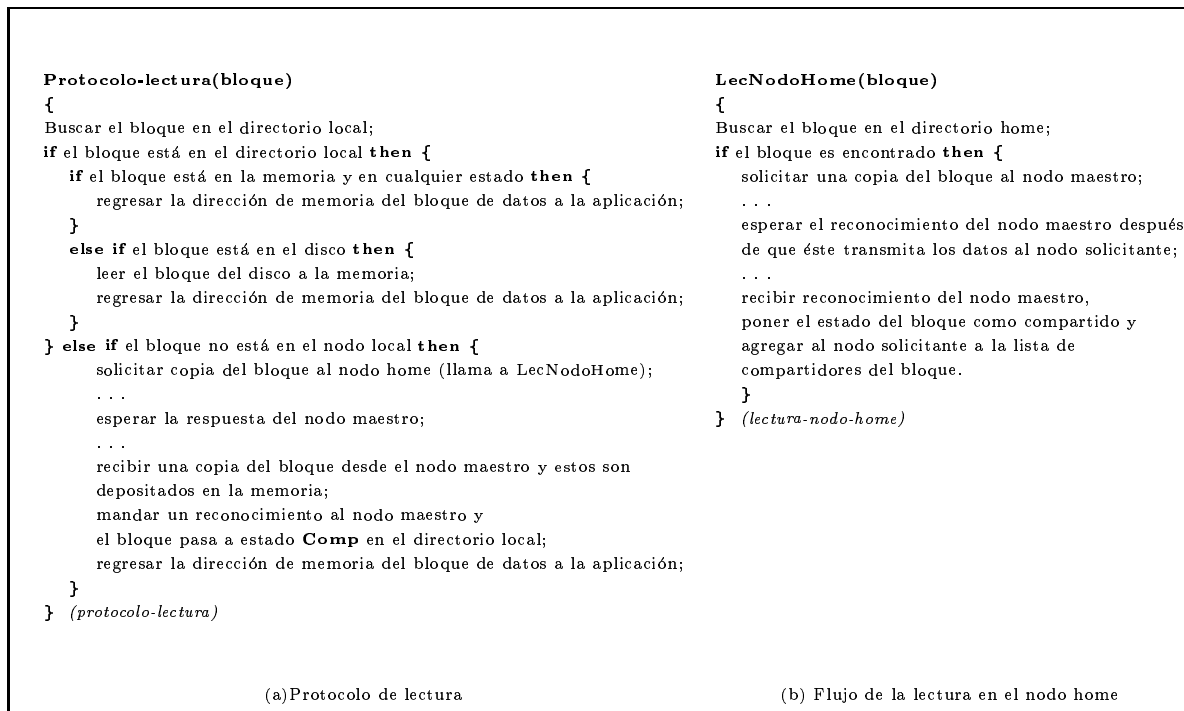 Protocolo-lectura(bloque)
{
Buscar el bloque en el directorio local;
if el bloque está en el directorio local then {
if el bloque está en la memoria y en cualquier estado then {
regresar la dirección de memoria del bloque de datos a la aplicación;
}
else if el bloque está en el disco then {
leer el bloque del disco a la memoria;
regresar la dirección de memoria del bloque de datos a la aplicación;
}
} else if el bloque no está en el nodo local then {
solicitar copia del bloque al nodo home (llama a LecNodoHome);
. . .
esperar la respuesta del nodo maestro;
. . .
recibir una copia del bloque desde el nodo maestro y estos son
depositados en la memoria;
mandar un reconocimiento al nodo maestro y
el bloque pasa a estado Comp en el directorio local;
regresar la dirección de memoria del bloque de datos a la aplicación;
}
} (protocolo-lectura)
(a)Protocolo de lectura
LecNodoHome(bloque)
{
Buscar el bloque en el directorio home;
if el bloque es encontrado then {
solicitar una copia del bloque al nodo maestro;
. . .
esperar el reconocimiento del nodo maestro después
de que éste transmita los datos al nodo solicitante;
. . .
recibir reconocimiento del nodo maestro,
poner el estado del bloque como compartido y
agregar al nodo solicitante a la lista de
compartidores del bloque.
}
} (lectura-nodo-home)
(b) Flujo de la lectura en el nodo home